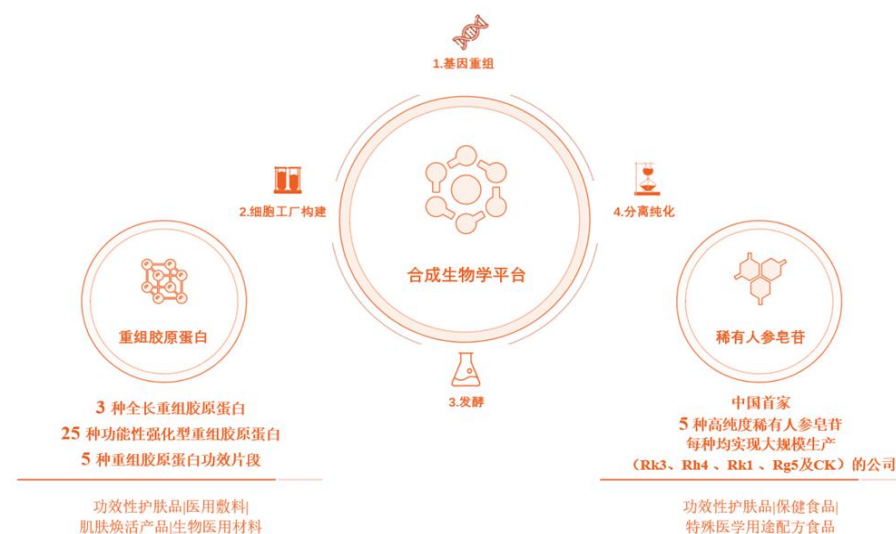 1.基因重组
2.细胞工厂构建
4.分离纯化
合成生物学平台
3.发酵
重组胶原蛋白
3 种全长重组胶原蛋白
25 种功能性强化型重组胶原蛋白
5 种重组胶原蛋白功效片段
功效性护肤品|医用敷料|
肌肤焕活产品|生物医用材料
稀有人参皂苷
中国首家
5 种高纯度稀有人参皂苷
每种均实现大规模生产
（Rk3、Rh4 、Rk1 、Rg5及CK）的公司
功效性护肤品|保健食品|
特殊医学用途配方食品